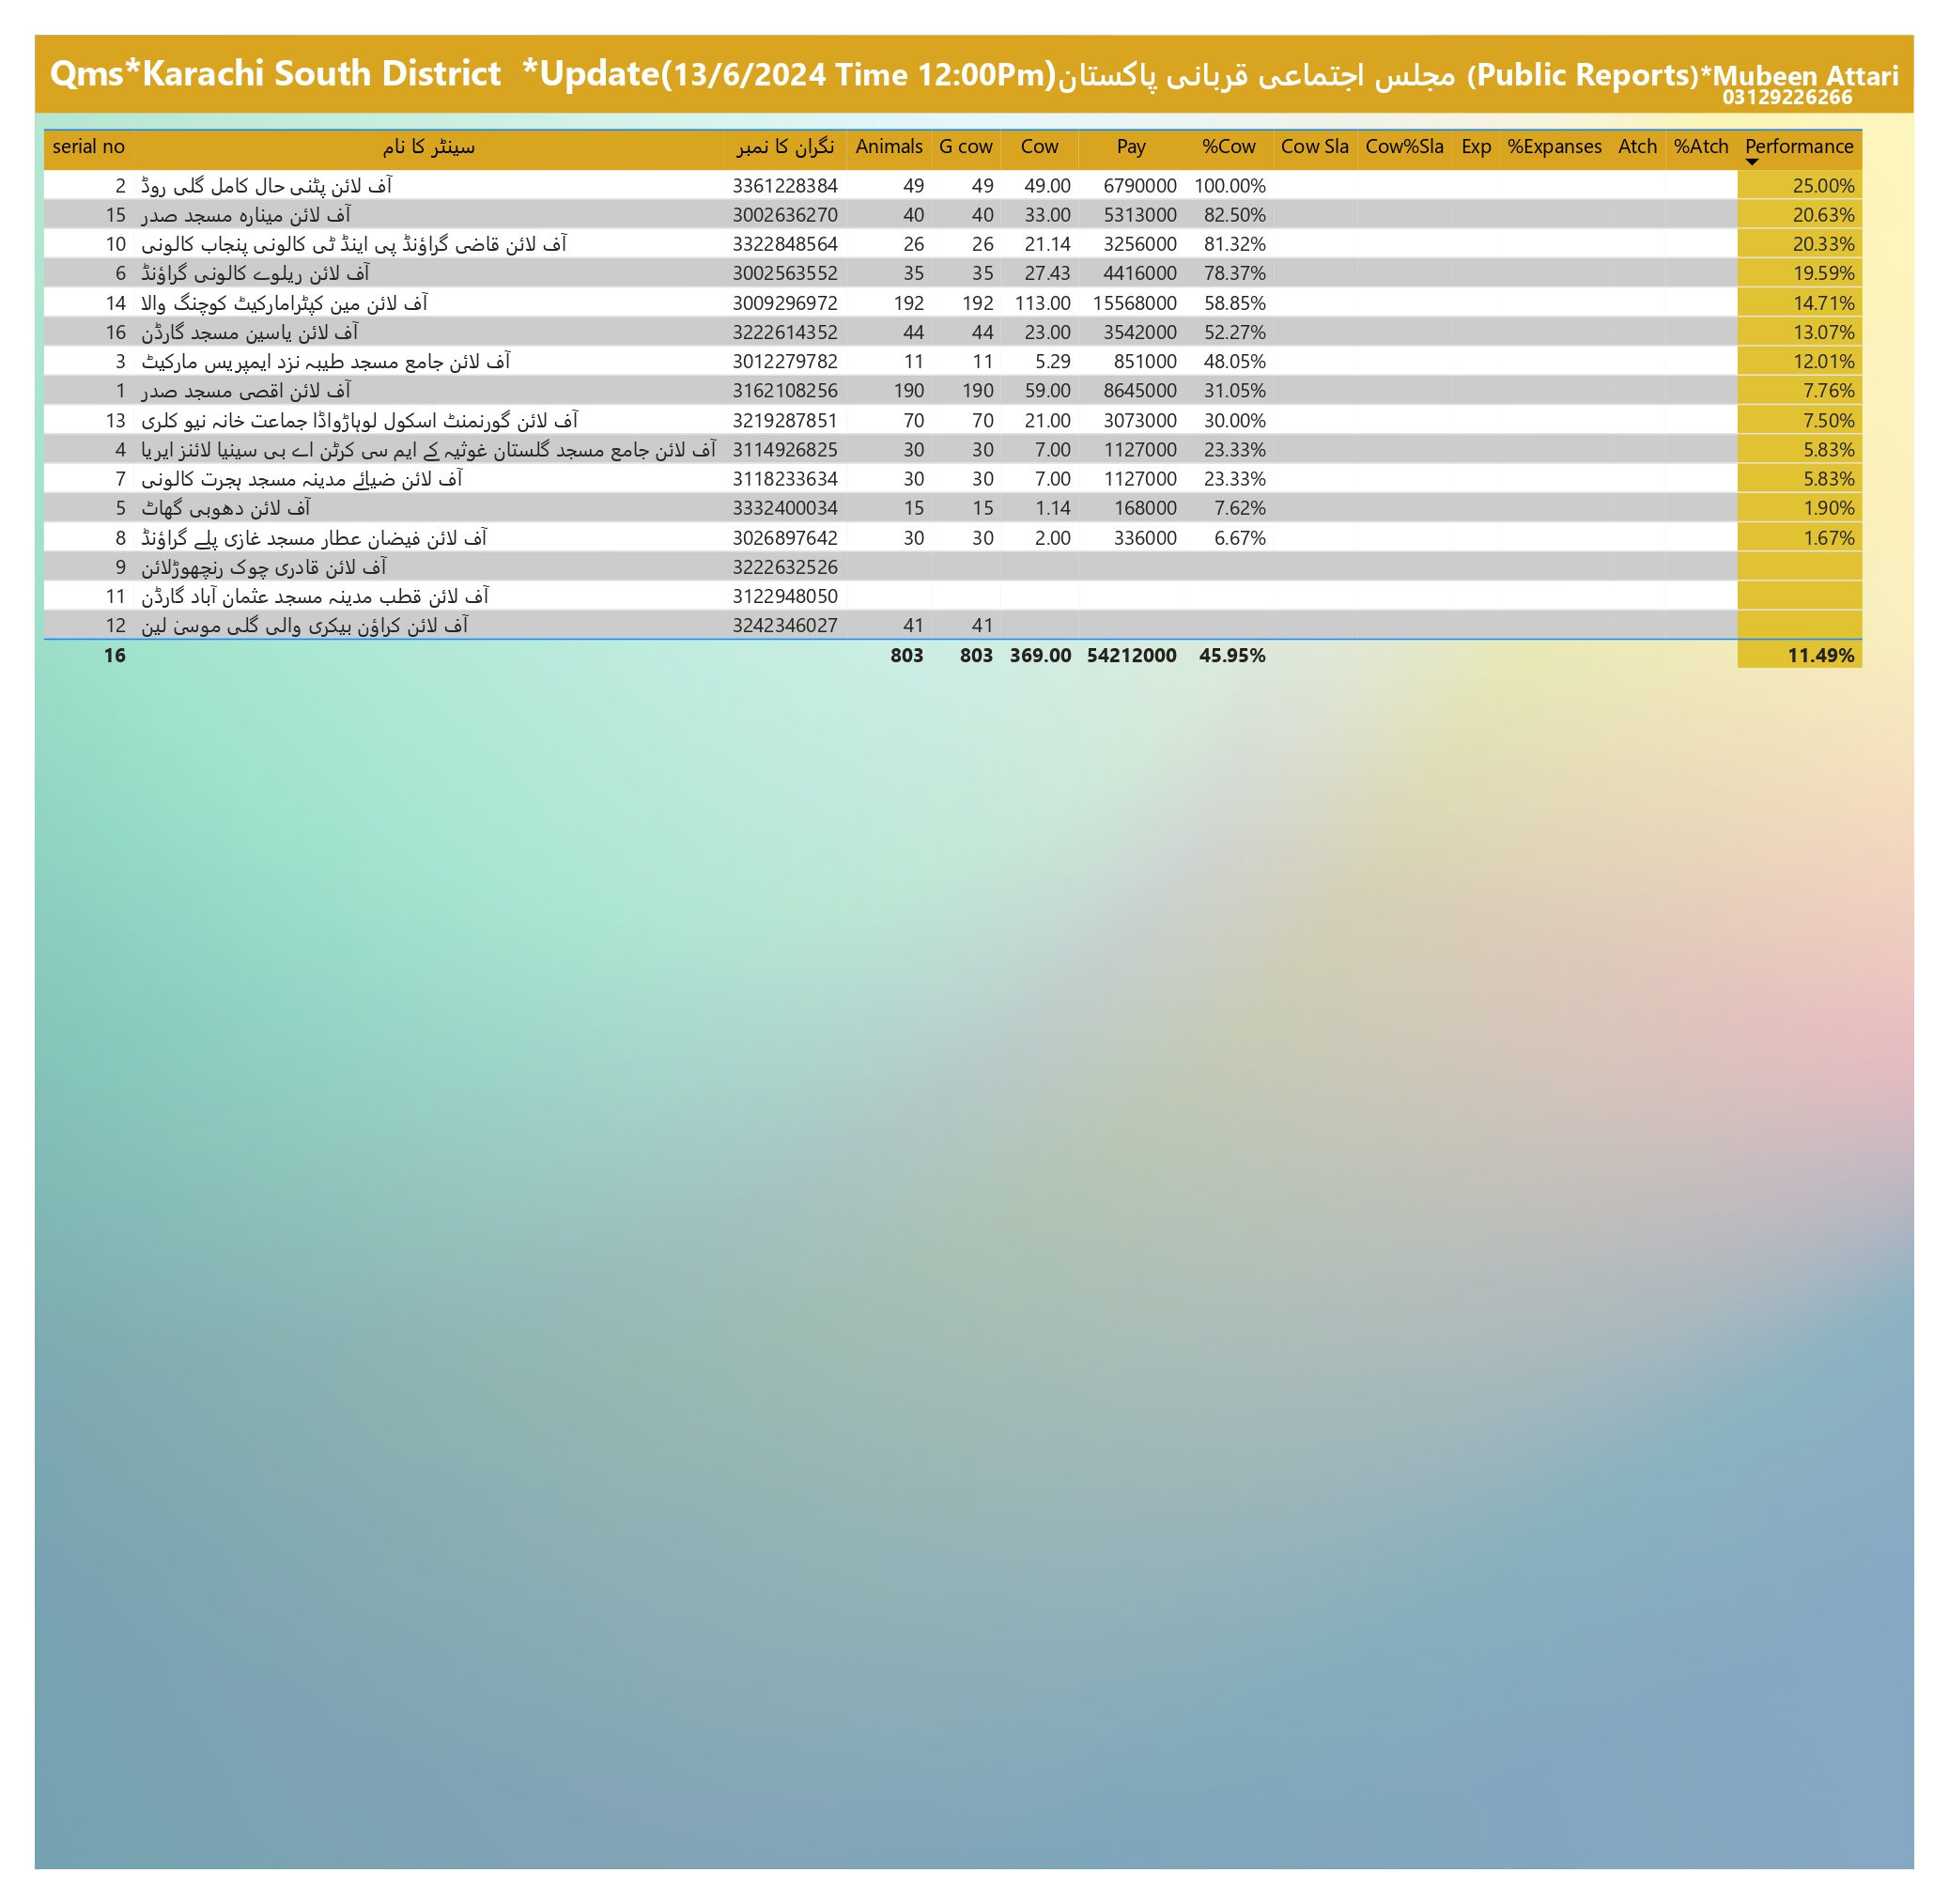 Qms*Karachi South District *Update(13/6/2024 Time 12:00Pm)مجلس اجتماعی قربانی پاکستان (Public Reports)*Mubeen Attari
03129226266
serial no سینٹر کا نام نگران کا نمبر Animals G cow Cow Pay %Cow Cow Sla Cow%Sla Exp %Expanses Atch %Atch Performance
2 آف لائن پٹنی حال کامل گلی روڈ 3361228384 49 49 49.00 6790000 100.00% 25.00%
15 آف لائن مینارہ مسجد صدر 3002636270 40 40 33.00 5313000 82.50% 20.63%
10 آف لائن قاضی گراؤنڈ پی اینڈ ٹی کالونی پنجاب کالونی 3322848564 26 26 21.14 3256000 81.32% 20.33%
6 آف لائن ریلوے کالونی گراؤنڈ 3002563552 35 35 27.43 4416000 78.37% 19.59%
14 آف لائن مین کپڑامارکیٹ کوچنگ والا 3009296972 192 192 113.00 15568000 58.85% 14.71%
16 آف لائن یاسین مسجد گارڈن 3222614352 44 44 23.00 3542000 52.27% 13.07%
3 آف لائن جامع مسجد طیبہ نزد ایمپریس مارکیٹ 3012279782 11 11 5.29 851000 48.05% 12.01%
1 آف لائن اقصی مسجد صدر 3162108256 190 190 59.00 8645000 31.05% 7.76%
13 آف لائن گورنمنٹ اسکول لوہاڑواڈا جماعت خانہ نیو کلری 3219287851 70 70 21.00 3073000 30.00% 7.50%
4 آف لائن جامع مسجد گلستان غوثیہ کے ایم سی کرٹن اے بی سینیا لائنز ایریا 3114926825 30 30 7.00 1127000 23.33% 5.83%
7 آف لائن ضیائے مدینہ مسجد ہجرت کالونی 3118233634 30 30 7.00 1127000 23.33% 5.83%
5 آف لائن دھوبی گھاٹ 3332400034 15 15 1.14 168000 7.62% 1.90%
8 آف لائن فیضان عطار مسجد غازی پلے گراؤنڈ 3026897642 30 30 2.00 336000 6.67% 1.67%
9 آف لائن قادری چوک رنچھوڑلائن 3222632526
11 آف لائن قطب مدینہ مسجد عثمان آباد گارڈن 3122948050
12 آف لائن کراؤن بیکری والی گلی موسیٰ لین 3242346027 41 41
16 803 803 369.00 54212000 45.95% 11.49%